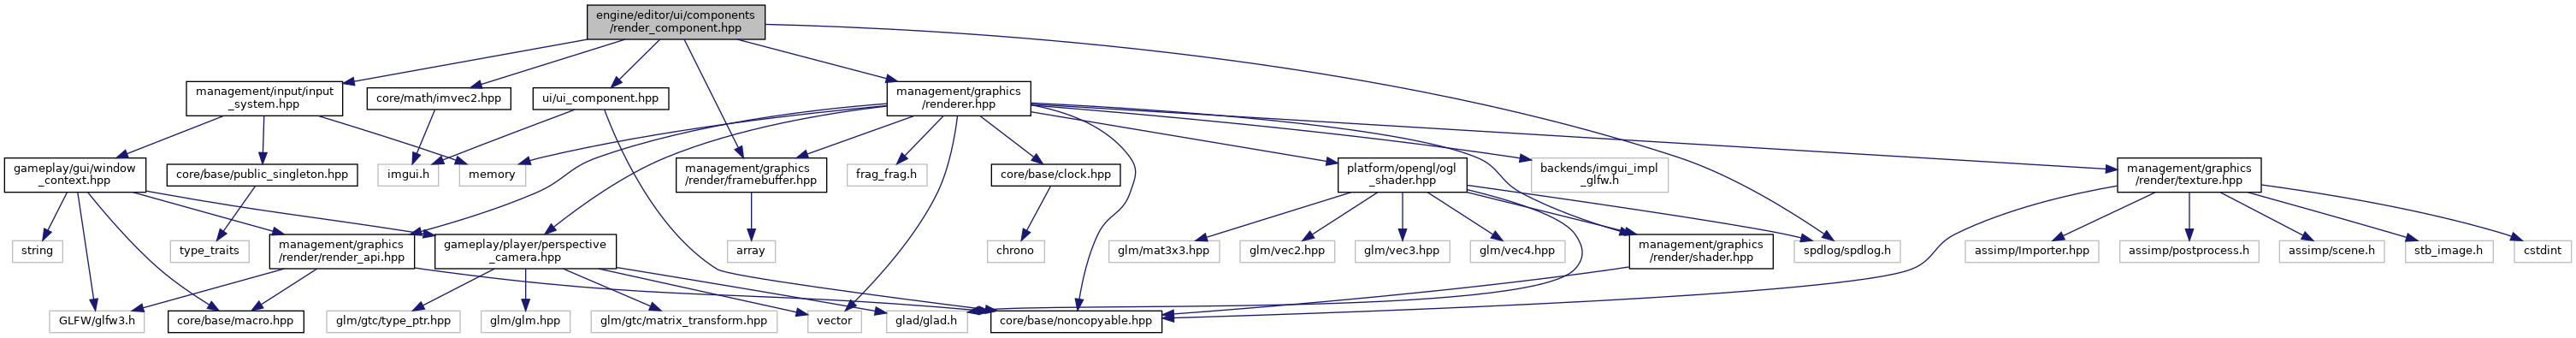 engine/editor/ui/components
/render_component.hpp
management/input/input
_system.hpp
core/math/imvec2.hpp
ui/ui_component.hpp
management/graphics
/renderer.hpp
gameplay/gui/window
_context.hpp
core/base/public_singleton.hpp
imgui.h
memory
management/graphics
/render/framebuffer.hpp
frag_frag.h
core/base/clock.hpp
platform/opengl/ogl
_shader.hpp
backends/imgui_impl
_glfw.h
management/graphics
/render/texture.hpp
string
type_traits
management/graphics
/render/render_api.hpp
gameplay/player/perspective
_camera.hpp
array
chrono
glm/mat3x3.hpp
glm/vec2.hpp
glm/vec3.hpp
glm/vec4.hpp
management/graphics
/render/shader.hpp
spdlog/spdlog.h
assimp/Importer.hpp
assimp/postprocess.h
assimp/scene.h
stb_image.h
cstdint
GLFW/glfw3.h
core/base/macro.hpp
glm/gtc/type_ptr.hpp
glm/glm.hpp
glm/gtc/matrix_transform.hpp
vector
glad/glad.h
core/base/noncopyable.hpp